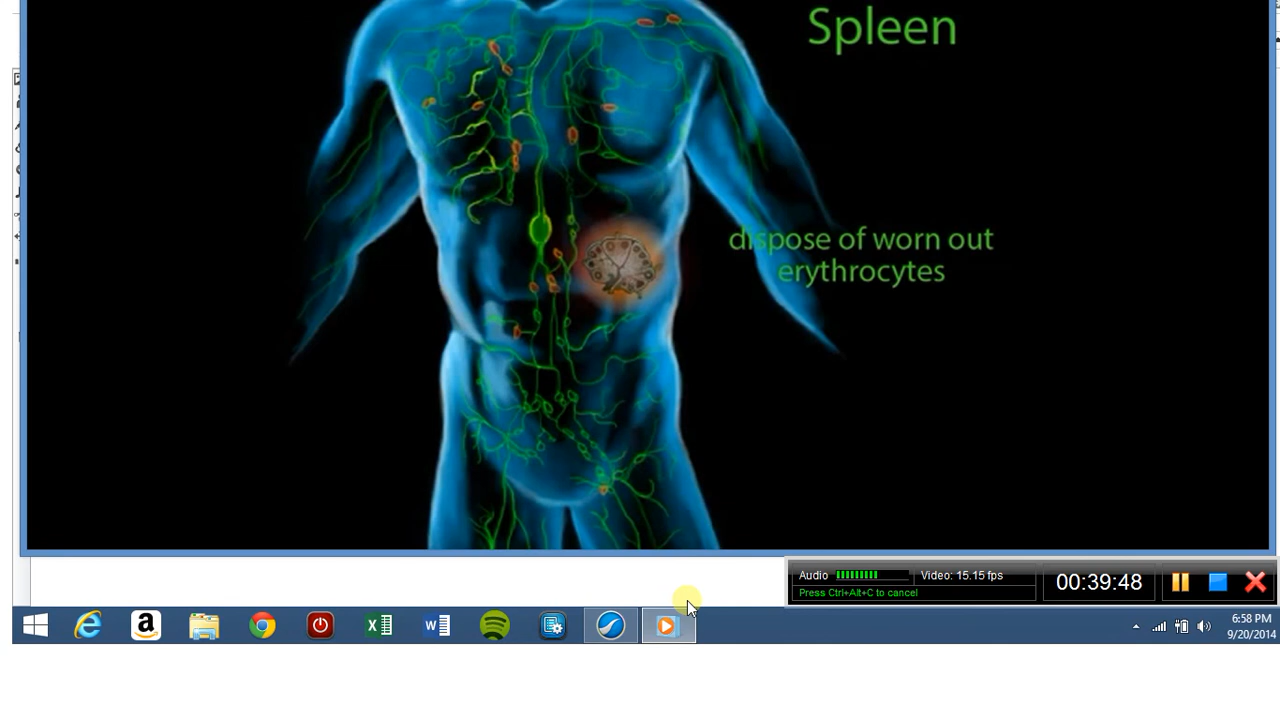 Spleen
dispose of worn out
erythrocytes
Audio
Video: 15.15 fps
Press Ctrl+Alt+C to cancel
00:39:48
6:58 PM
9/20/2014